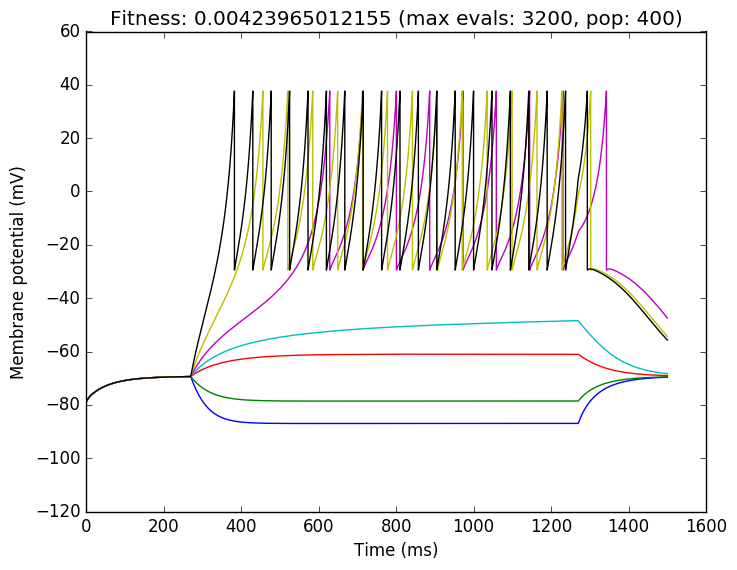 Fitness: 0.00423965012155 (max evals: 3200, pop: 400)
60
40
20
0
−20
−40
−60
−80
−100
−120
Membrane potential (mV)
0 200 400 600 800 1000 1200 1400 1600
Time (ms)